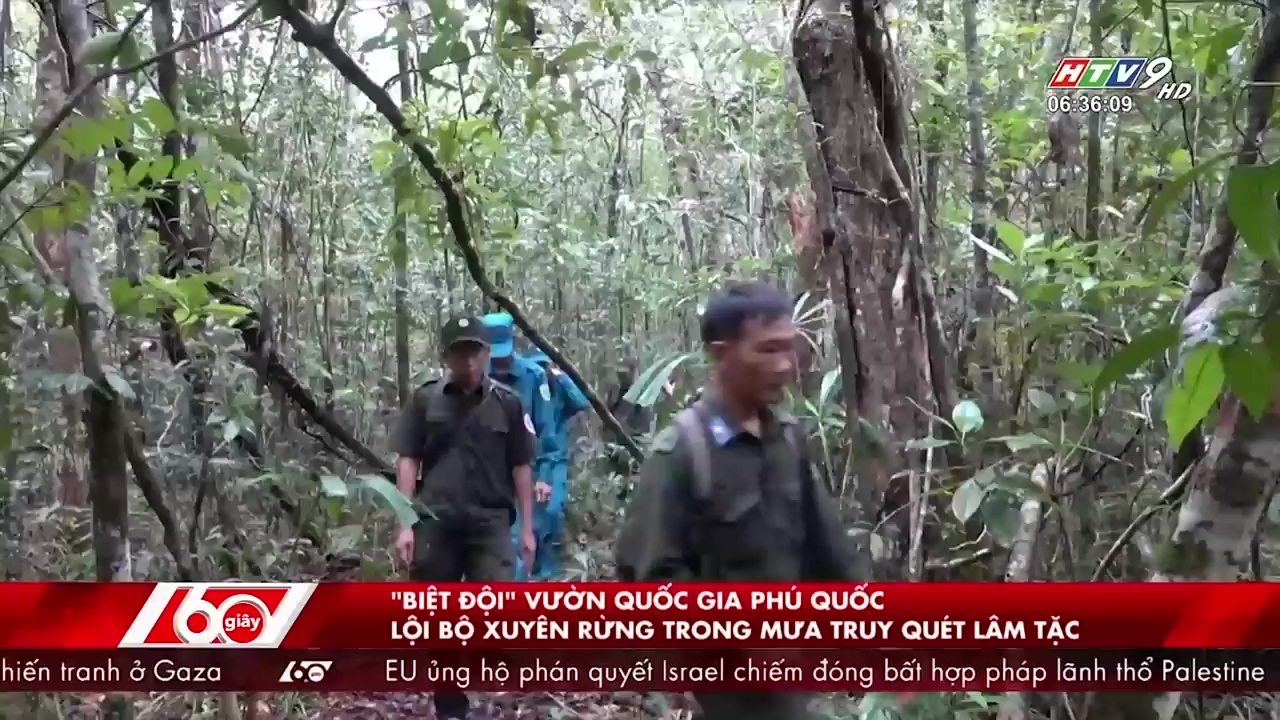 HTV9 HD
06:36:09
60 giây
"BIỆT ĐỘI" VƯỜN QUỐC GIA PHÚ QUỐC
LỘI BỘ XUYÊN RỪNG TRONG MƯA TRUY QUÉT LÂM TẶC
hiến tranh ở Gaza 60 giây EU ủng hộ phán quyết Israel chiếm đóng bất hợp pháp lãnh thổ Palestine